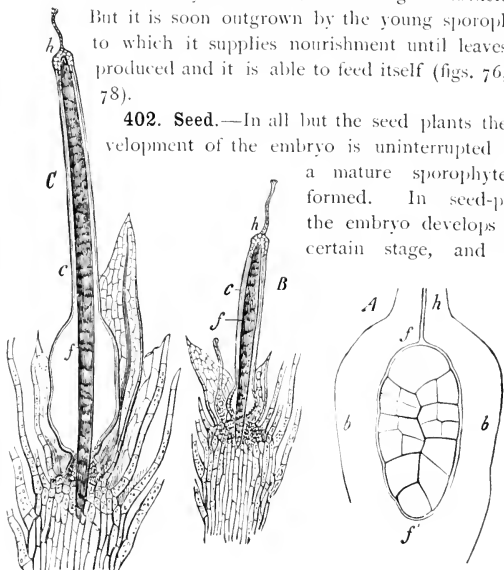 But it is soon outgrown by the young
to which it supplies nourishment until leaves
produced and it is able to feed itself (figs. 76,
78).
402. Seed.—In all but the seed plants the
velopment of the embryo is uninterrupted
a mature sporophyte
formed. In
the embryo develops
certain stage, and
h
C
c
f
h
c
B
f
A
h
f
b
b
f'